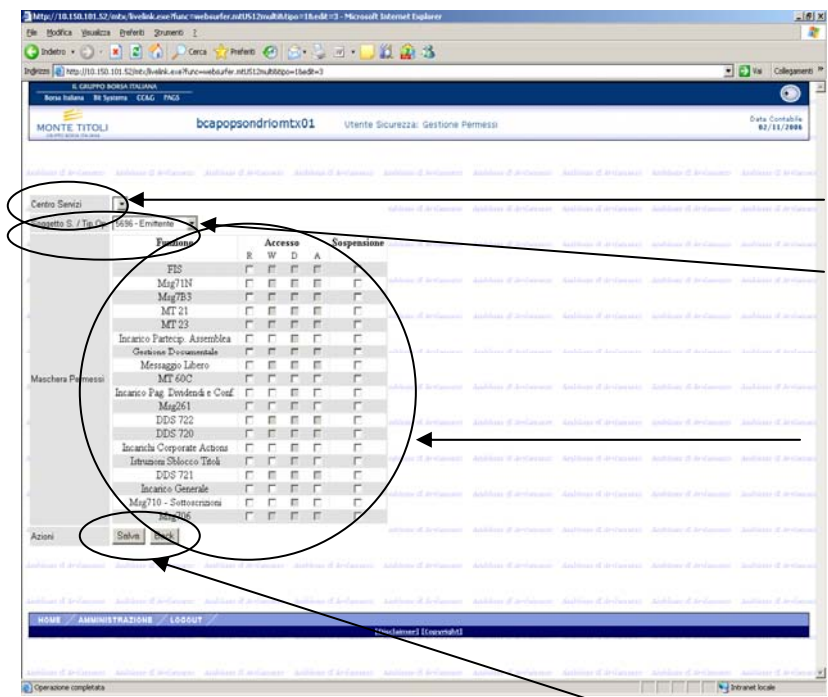 http://10.150.101.52/mtx/livelink.exe?func=websurfer.mtUS12multi&tipo=1&edit=3 - Microsoft Internet Explorer
File Modifica Visualizza Preferiti Strumenti ?
Indietro Cerca Preferiti
Indirizzo http://10.150.101.52/mtx/livelink.exe?func=websurfer.mtUS12multi&tipo=1&edit=3 Vai Collegamenti »
IL GRUPPO BORSA ITALIANA
Borsa Italiana Bit Systems CC&G PAGS
MONTE TITOLI
bcapopsondriomtx01
Utente Sicurezza: Gestione Permessi
Data Contabile
02/11/2006
Centro Servizi
Soggetto S. / Tip Op. 5696 - Emittente
Funzione Accesso Sospensione
R W D A
FIS
Msg71N
Msg7B3
MT 21
MT 23
Incarico Partecip. Assemblea
Gestione Documentale
Messaggio Libero
Maschera Permessi
MT 60C
Incarico Pag. Dividendi e Conf.
Msg261
DDS 722
DDS 720
Incarichi Corporate Actions
Istruzioni Sblocco Titoli
DDS 721
Incarico Generale
Msg710 - Sottoscrizioni
Msg706
Azioni Salva Back
HOME / AMMINISTRAZIONE / LOGOUT /
[Disclaimer] [Copyright]
Operazione completata Intranet locale